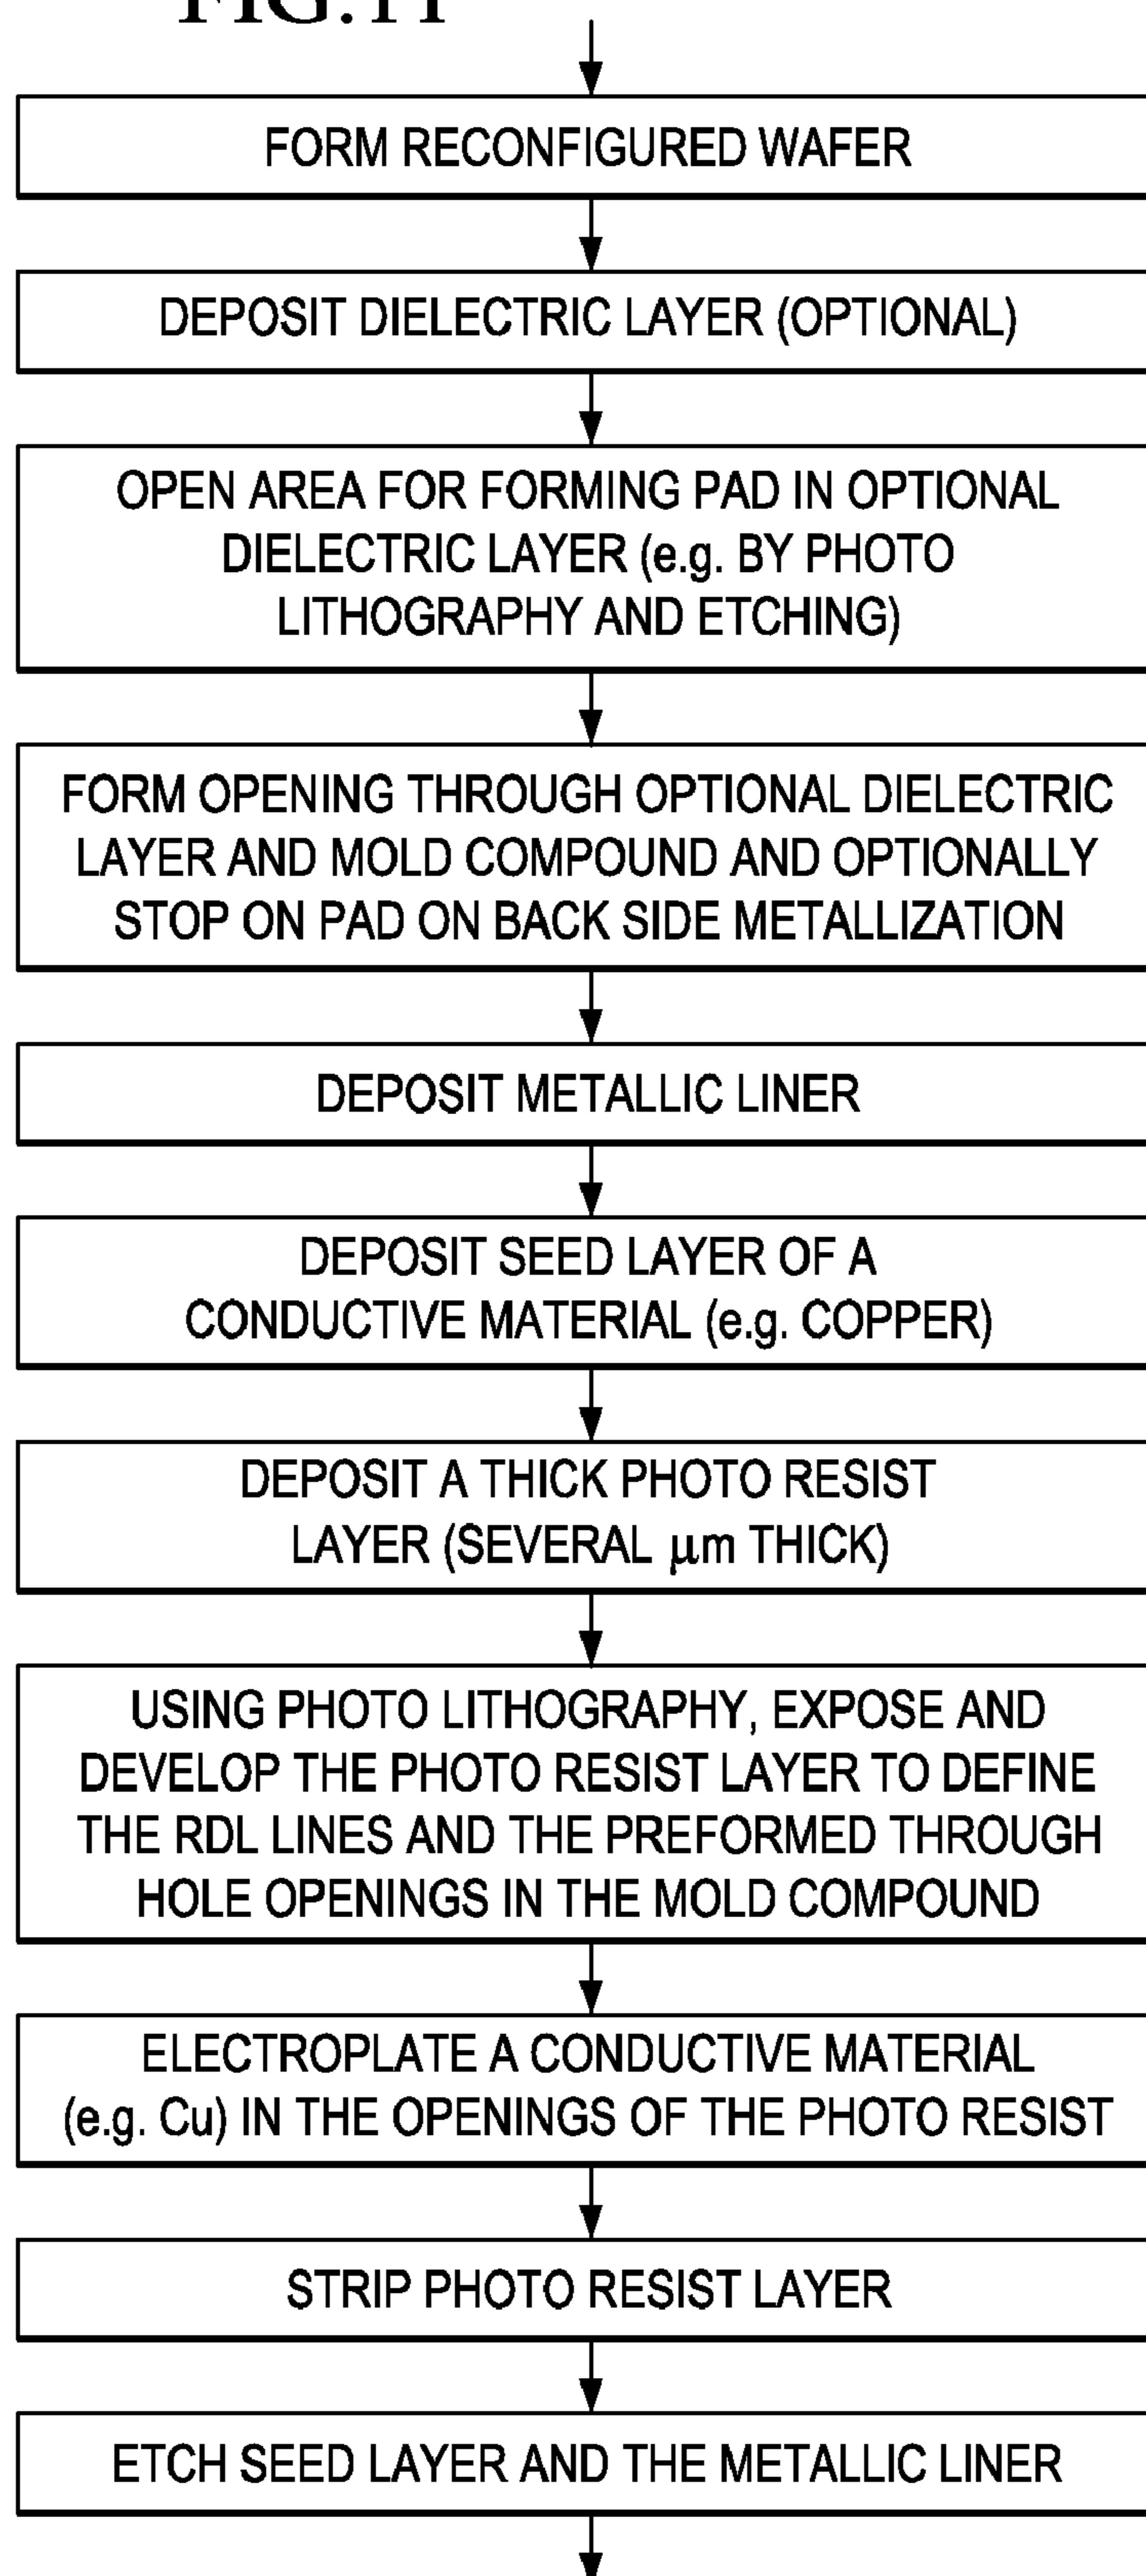 FIG.11
FORM RECONFIGURED WAFER
DEPOSIT DIELECTRIC LAYER (OPTIONAL)
OPEN AREA FOR FORMING PAD IN OPTIONAL
DIELECTRIC LAYER (e.g. BY PHOTO
LITHOGRAPHY AND ETCHING)
FORM OPENING THROUGH OPTIONAL DIELECTRIC
LAYER AND MOLD COMPOUND AND OPTIONALLY
STOP ON PAD ON BACK SIDE METALLIZATION
DEPOSIT METALLIC LINER
DEPOSIT SEED LAYER OF A
CONDUCTIVE MATERIAL (e.g. COPPER)
DEPOSIT A THICK PHOTO RESIST
LAYER (SEVERAL μm THICK)
USING PHOTO LITHOGRAPHY, EXPOSE AND
DEVELOP THE PHOTO RESIST LAYER TO DEFINE
THE RDL LINES AND THE PREFORMED THROUGH
HOLE OPENINGS IN THE MOLD COMPOUND
ELECTROPLATE A CONDUCTIVE MATERIAL
(e.g. Cu) IN THE OPENINGS OF THE PHOTO RESIST
STRIP PHOTO RESIST LAYER
ETCH SEED LAYER AND THE METALLIC LINER